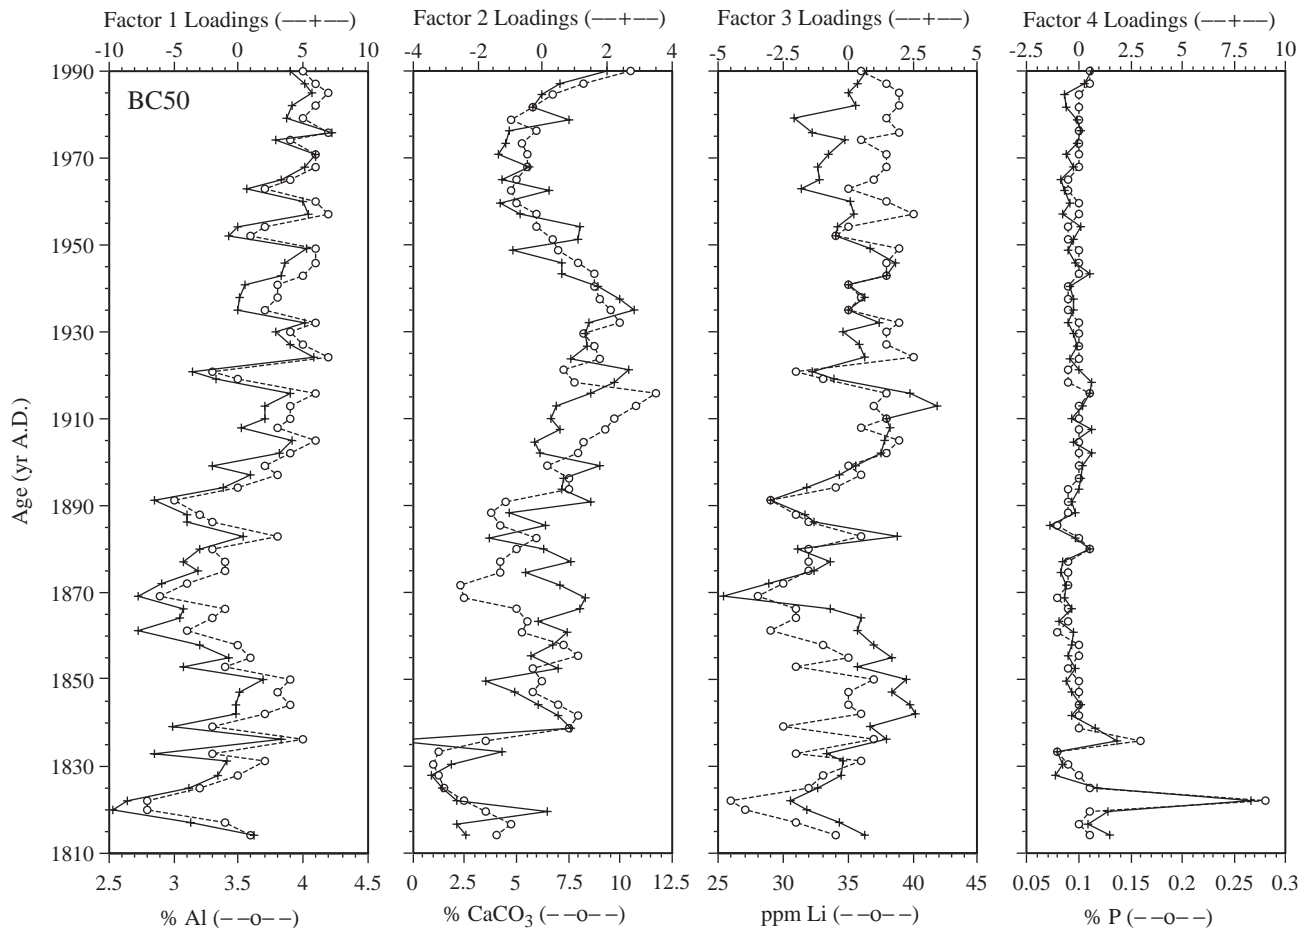 Factor 1 Loadings (−−+−−) Factor 2 Loadings (−−+−−) Factor 3 Loadings (−−+−−) Factor 4 Loadings (−−+−−)
-10 -5 0 5 10 -4 -2 0 2 4 -5 -2.5 0 2.5 5 -2.5 0 2.5 5 7.5 10
BC50
1990
1970
1950
1930
1910
1890
1870
1850
1830
1810
Age (yr A.D.)
2.5 3 3.5 4 4.5 0 2.5 5 7.5 12.5 25 30 35 40 45 0.05 0.1 0.15 0.2 0.25 0.3
% Al (−−o−−) % CaCO3 (−−o−−) ppm Li (−−o−−) % P (−−o−−)